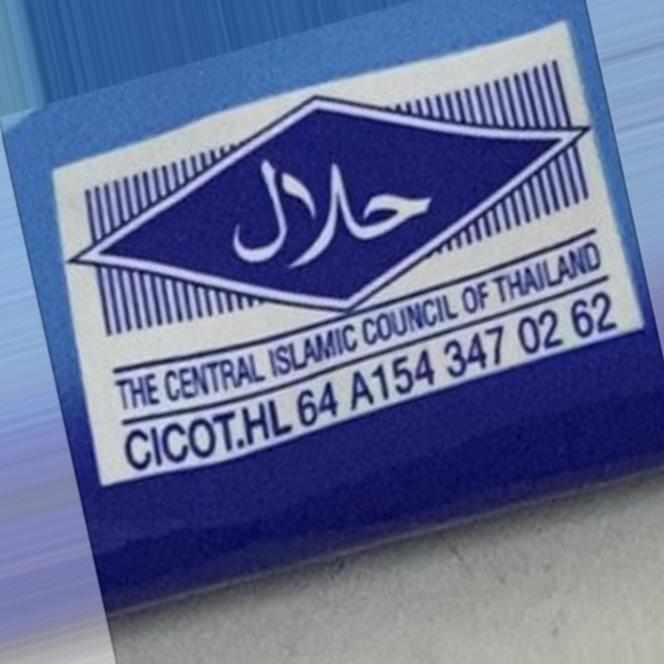 حلال
THE CENTRAL ISLAMIC COUNCIL OF THAILAND
CICOT.HL 64 A154 347 02 62